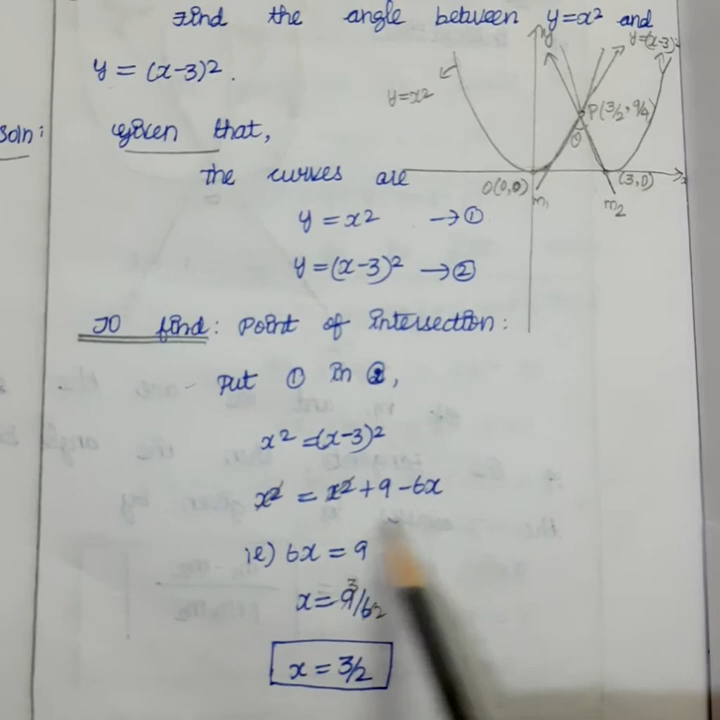 Find the angle between y=x² and
y = (x-3)².
Soln:
Given that,
The curves are
y = x² → ①
y = (x-3)² → ②
To find: Point of Intersection:
Put ① in ②,
x² = (x-3)²
x² = x² + 9 - 6x
ie) 6x = 9
x = 9/6 3 2
x = 3/2
y
y=(x-3)²
y=x²
P(3/2, 9/4)
θ
O(0,0)
(3,0)
x
m₁
m₂